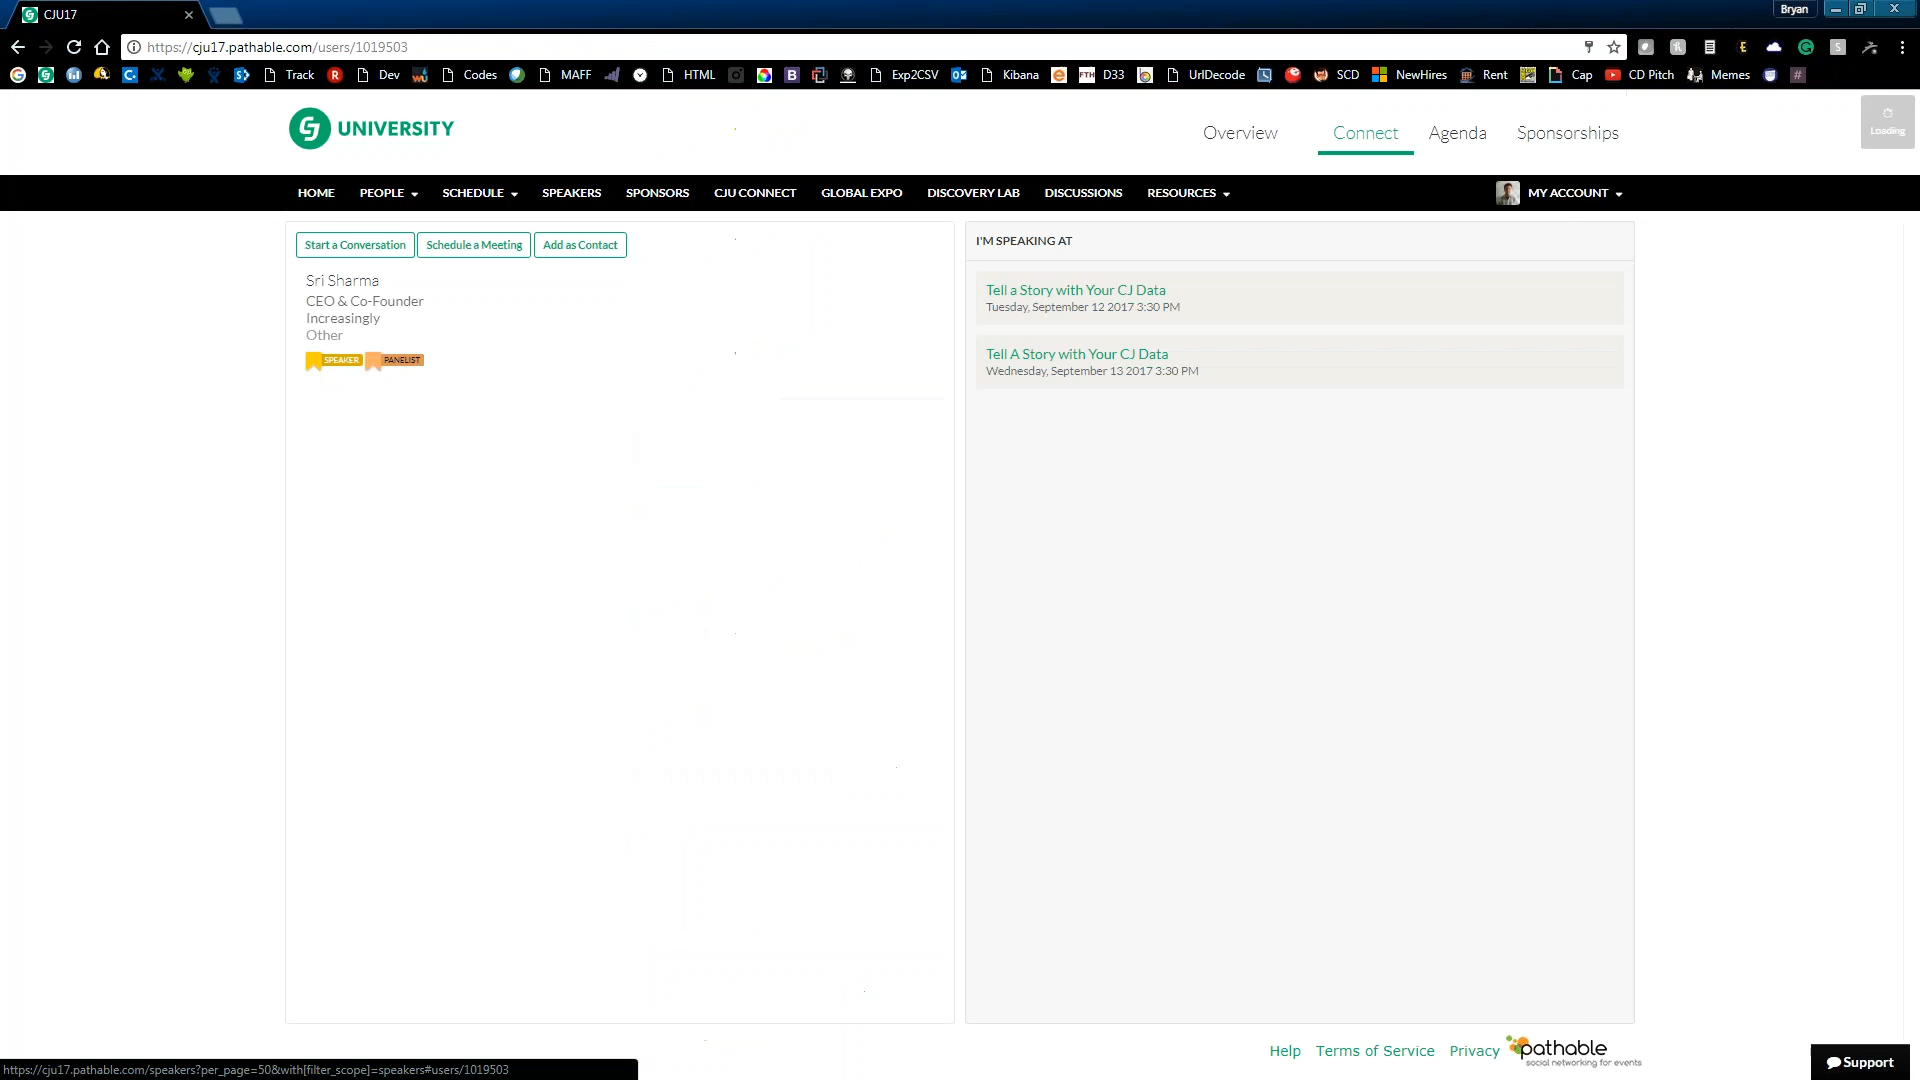 CJU17
Bryan
https://cju17.pathable.com/users/1019503
Track Dev Codes MAFF HTML Exp2CSV Kibana D33 UrlDecode SCD NewHires Rent Cap CD Pitch Memes
UNIVERSITY
Overview Connect Agenda Sponsorships
Loading
HOME PEOPLE SCHEDULE SPEAKERS SPONSORS CJU CONNECT GLOBAL EXPO DISCOVERY LAB DISCUSSIONS RESOURCES MY ACCOUNT
Start a Conversation Schedule a Meeting Add as Contact
Sri Sharma
CEO & Co-Founder
Increasingly
Other
SPEAKER PANELIST
I'M SPEAKING AT
Tell a Story with Your CJ Data
Tuesday, September 12 2017 3:30 PM
Tell A Story with Your CJ Data
Wednesday, September 13 2017 3:30 PM
Help Terms of Service Privacy pathable
social networking for events
Support
https://cju17.pathable.com/speakers?per_page=50&with[filter_scope]=speakers#users/1019503